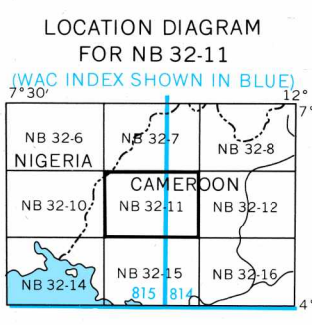 LOCATION DIAGRAM
FOR NB 32-11
(WAC INDEX SHOWN IN BLUE)
7°30' 12°
7°
NB 32-6 NB 32-7 NB 32-8
NIGERIA
CAMEROON
NB 32-10 NB 32-11 NB 32-12
NB 32-14 NB 32-15 NB 32-16
815 814
4°